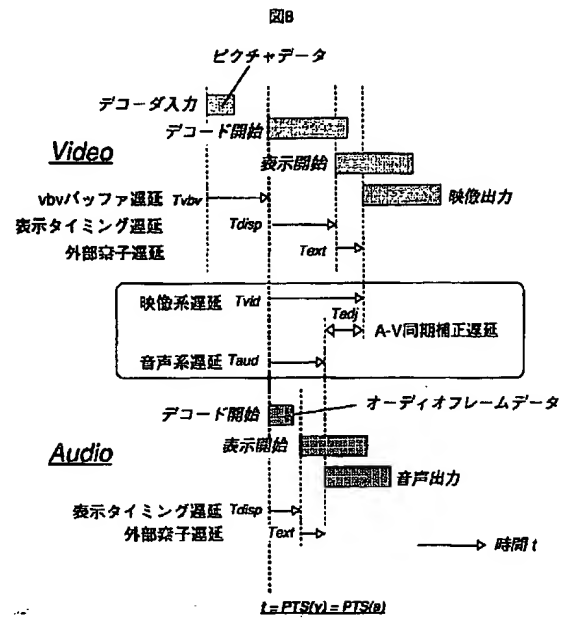 図8
ピクチャデータ
デコーダ入力
デコード開始
Video
表示開始
vbvバッファ遅延 Tvbv
映像出力
表示タイミング遅延 Tdisp
外部素子遅延 Text
映像系遅延 Tvid
Tadj
A-V同期補正遅延
音声系遅延 Taud
デコード開始
オーディオフレームデータ
Audio
表示開始
音声出力
表示タイミング遅延 Tdisp
外部素子遅延 Text
時間 t
t = PTS(v) = PTS(a)